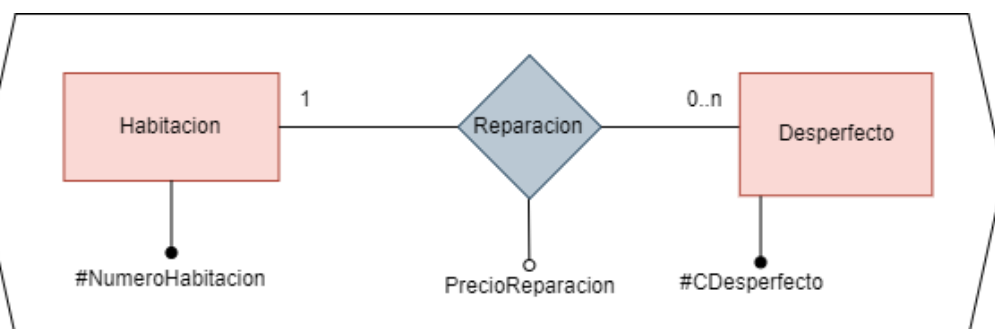 Habitacion
1
Reparacion
0..n
Desperfecto
#NumeroHabitacion
PrecioReparacion
#CDesperfecto